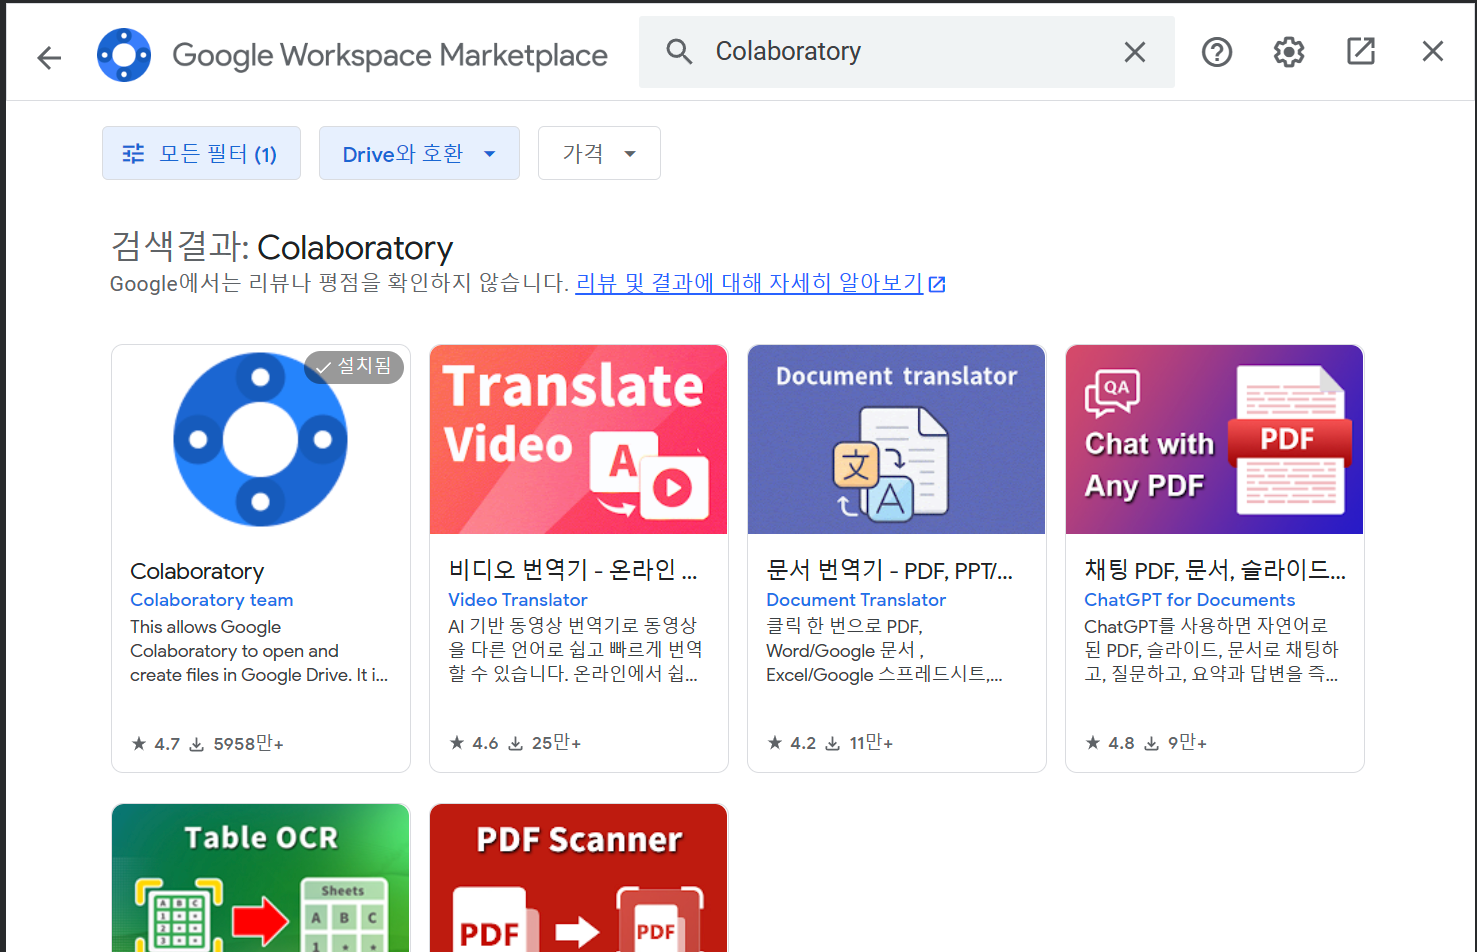 Google Workspace Marketplace
Colaboratory
모든 필터 (1)
Drive와 호환
가격
검색결과: Colaboratory
Google에서는 리뷰나 평점을 확인하지 않습니다. 리뷰 및 결과에 대해 자세히 알아보기
설치됨
Colaboratory
Colaboratory team
This allows Google
Colaboratory to open and
create files in Google Drive. It i...
4.7 5958만+
Translate
Video
A
비디오 번역기 - 온라인 ...
Video Translator
AI 기반 동영상 번역기로 동영상
을 다른 언어로 쉽고 빠르게 번역
할 수 있습니다. 온라인에서 쉽...
4.6 25만+
Document translator
文
A
문서 번역기 - PDF, PPT/...
Document Translator
클릭 한 번으로 PDF,
Word/Google 문서 ,
Excel/Google 스프레드시트,...
4.2 11만+
QA
Chat with
Any PDF
PDF
채팅 PDF, 문서, 슬라이드...
ChatGPT for Documents
ChatGPT를 사용하면 자연어로
된 PDF, 슬라이드, 문서로 채팅하
고, 질문하고, 요약과 답변을 즉...
4.8 9만+
Table OCR
A B C
1
2
3
Sheets
A B C
1
PDF Scanner
PDF
PDF